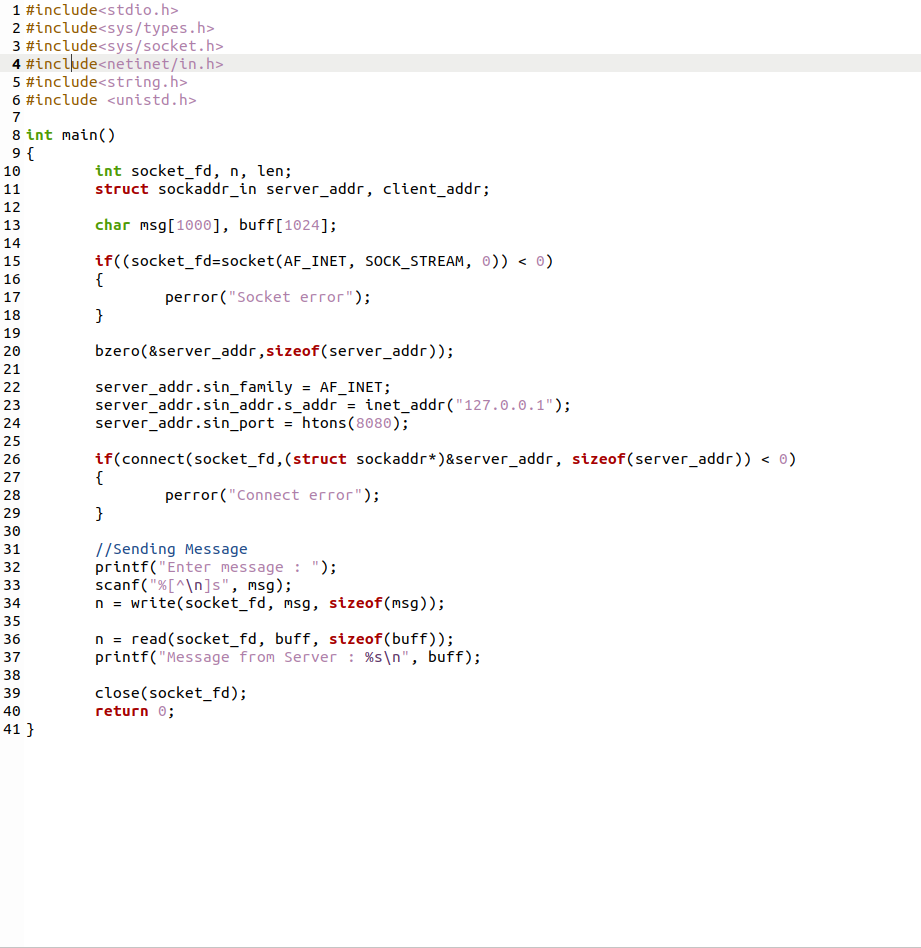 1 #include<stdio.h>
2 #include<sys/types.h>
3 #include<sys/socket.h>
4 #include<netinet/in.h>
5 #include<string.h>
6 #include <unistd.h>
7
8 int main()
9 {
10         int socket_fd, n, len;
11         struct sockaddr_in server_addr, client_addr;
12
13         char msg[1000], buff[1024];
14
15         if((socket_fd=socket(AF_INET, SOCK_STREAM, 0)) < 0)
16         {
17                 perror("Socket error");
18         }
19
20         bzero(&server_addr,sizeof(server_addr));
21
22         server_addr.sin_family = AF_INET;
23         server_addr.sin_addr.s_addr = inet_addr("127.0.0.1");
24         server_addr.sin_port = htons(8080);
25
26         if(connect(socket_fd,(struct sockaddr*)&server_addr, sizeof(server_addr)) < 0)
27         {
28                 perror("Connect error");
29         }
30
31         //Sending Message
32         printf("Enter message : ");
33         scanf("%[^\n]s", msg);
34         n = write(socket_fd, msg, sizeof(msg));
35
36         n = read(socket_fd, buff, sizeof(buff));
37         printf("Message from Server : %s\n", buff);
38
39         close(socket_fd);
40         return 0;
41 }